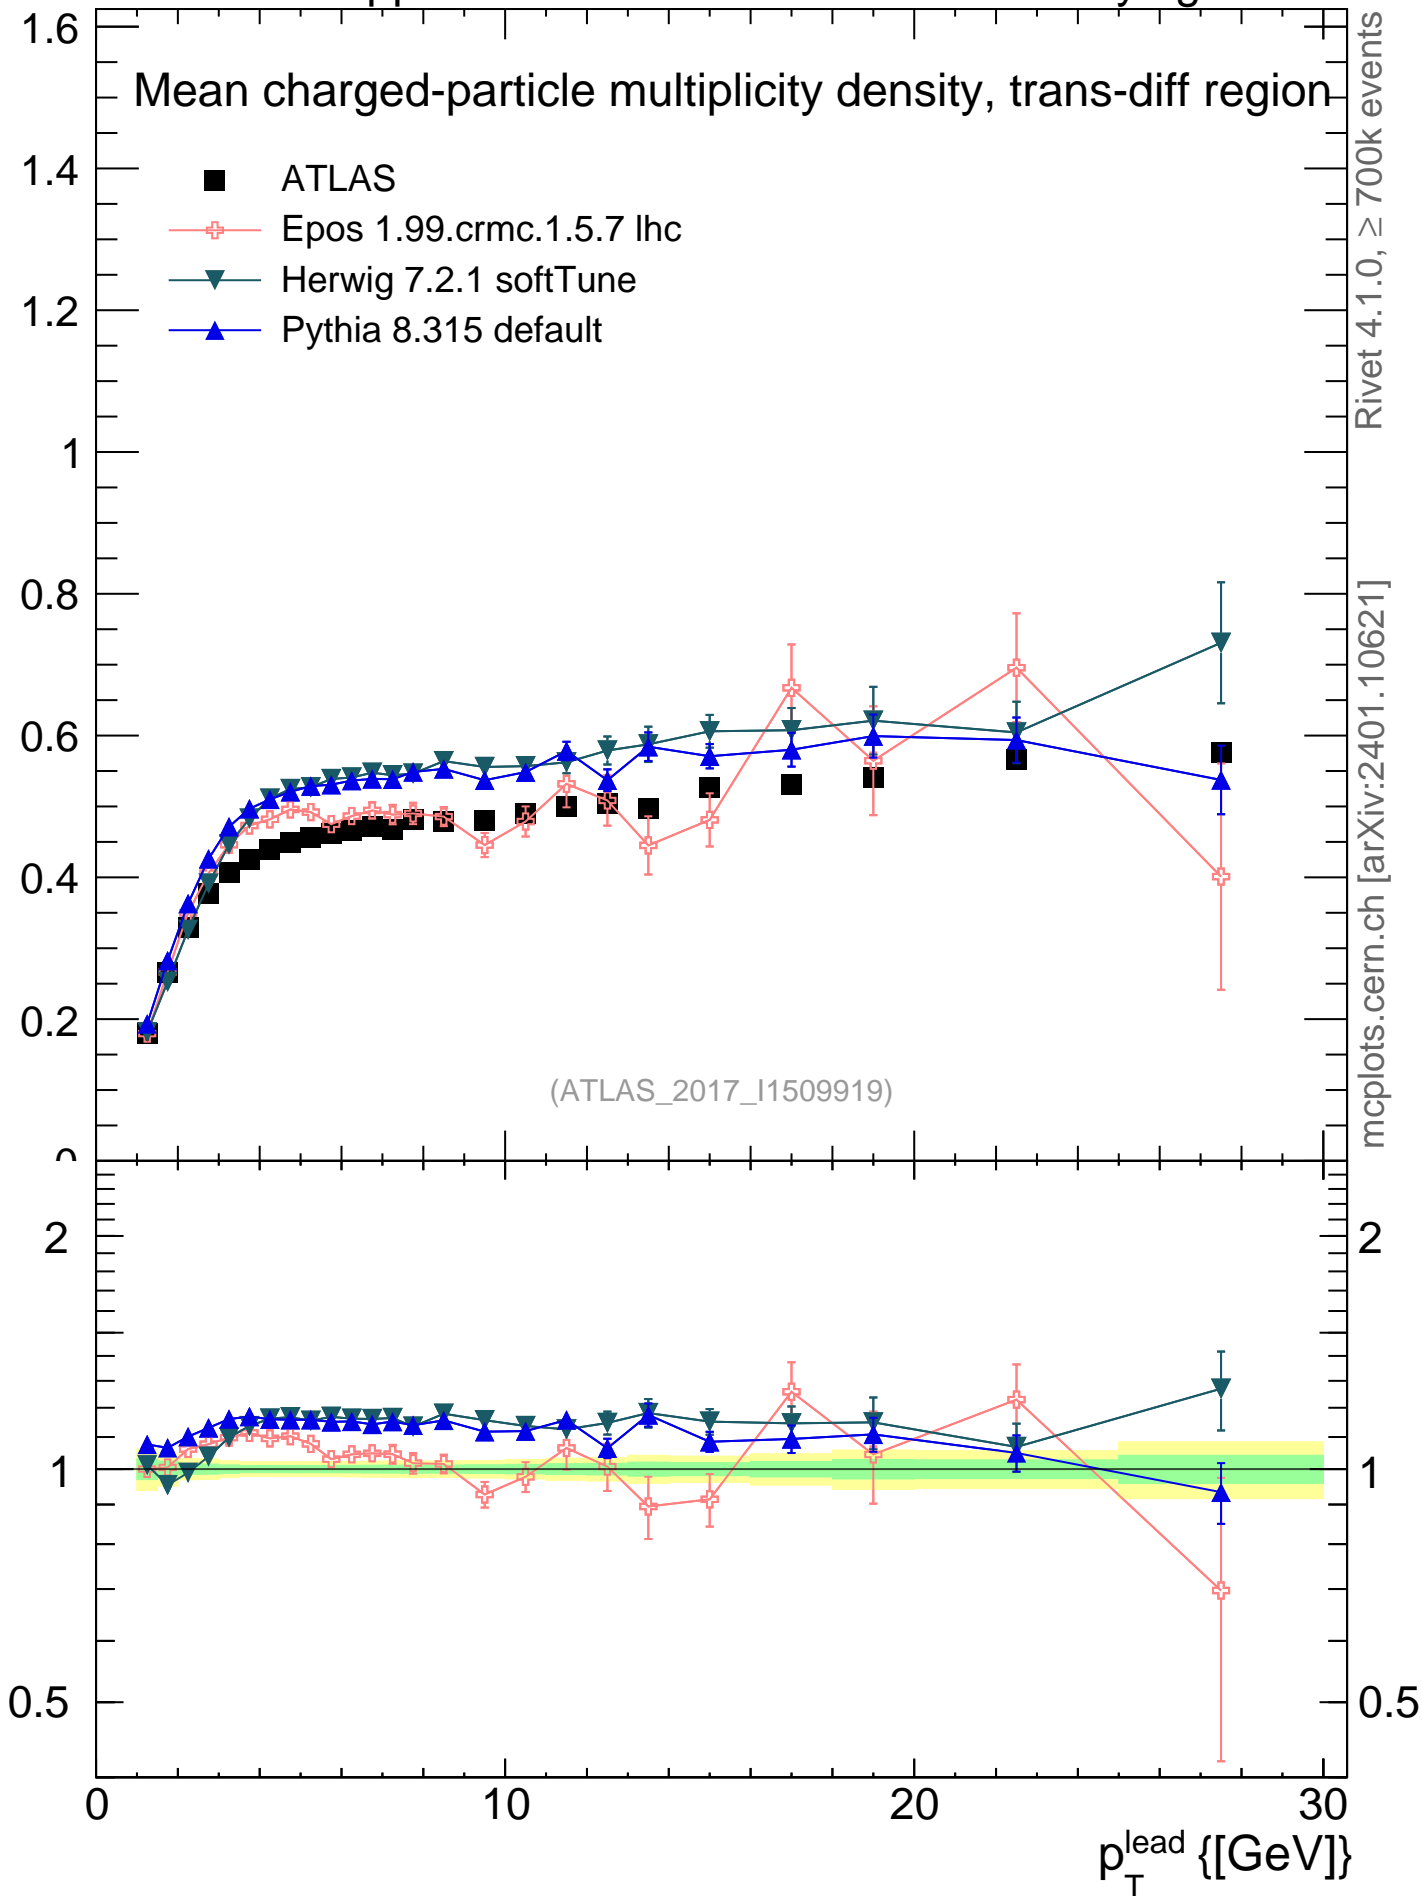 1.6
Mean charged-particle multiplicity density, trans-diff region
ATLAS
Epos 1.99.crmc.1.5.7 lhc
Herwig 7.2.1 softTune
Pythia 8.315 default
1.4
1.2
1
0.8
0.6
0.4
0.2
0
(ATLAS_2017_I1509919)
Rivet 4.1.0, ≥ 700k events
mcplots.cern.ch [arXiv:2401.10621]
2
1
0.5
2
1
0.5
0 10 20 30
p_T^lead {[GeV]}